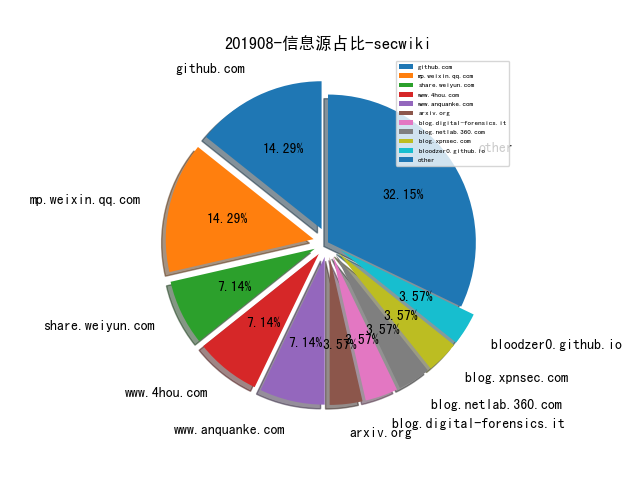 201908-信息源占比-secwiki
github.com
mp.weixin.qq.com
share.weiyun.com
www.4hou.com
www.anquanke.com
arxiv.org
blog.digital-forensics.it
blog.netlab.360.com
blog.xpnsec.com
bloodzer0.github.io
other
github.com
mp.weixin.qq.com
share.weiyun.com
www.4hou.com
www.anquanke.com
arxiv.org
blog.digital-forensics.it
blog.netlab.360.com
blog.xpnsec.com
bloodzer0.github.io
other
14.29%
14.29%
7.14%
7.14%
7.14%
3.57%
3.57%
3.57%
3.57%
3.57%
32.15%